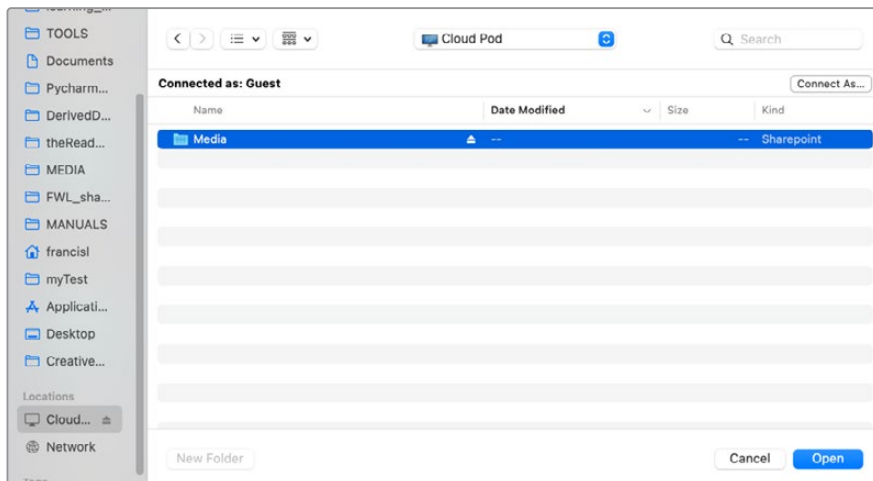 TOOLS
Documents
Pycharm...
DerivedD...
theRead...
MEDIA
FWL_sha...
MANUALS
francisl
myTest
Applicati...
Desktop
Creative...
Locations
Cloud...
Network
Cloud Pod
Search
Connected as: Guest
Connect As...
Name Date Modified Size Kind
Media -- -- Sharepoint
New Folder Cancel Open